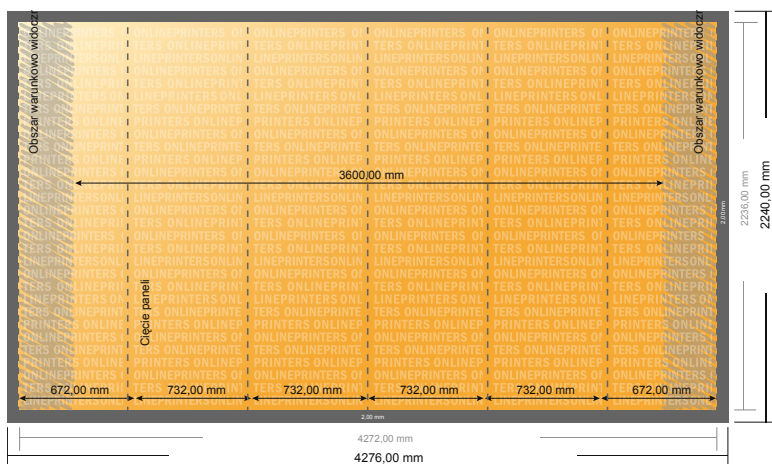 Obszar warunkowo widoczn
Obszar warunkowo widoczn
3600,00 mm
2,00 mm
2236,00 mm
2240,00 mm
Cięcie paneli
672,00 mm
732,00 mm
732,00 mm
732,00 mm
732,00 mm
672,00 mm
2,00 mm
4272,00 mm
4276,00 mm